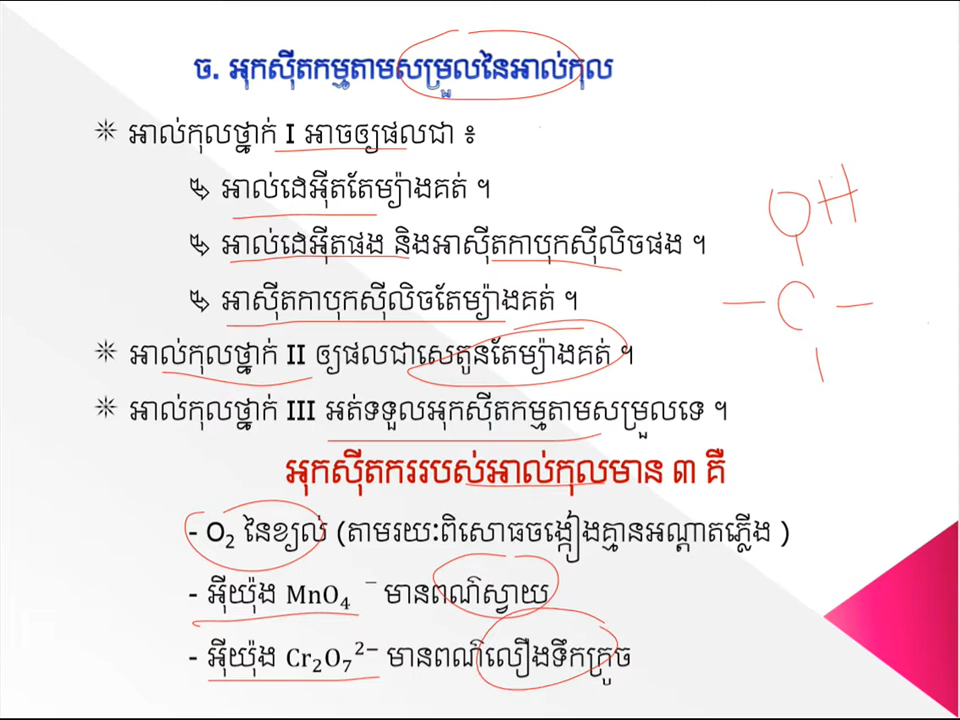 ច. អុកស៊ីតកម្មតាមសម្រួលនៃអាល់កុល
អាល់កុលថ្នាក់ I អាចឲ្យផលជា ៖
អាល់ដេអ៊ីតតែម្យ៉ាងគត់ ។
អាល់ដេអ៊ីតផង និងអាស៊ីតកាបុកស៊ីលិចផង ។
អាស៊ីតកាបុកស៊ីលិចតែម្យ៉ាងគត់ ។
អាល់កុលថ្នាក់ II ឲ្យផលជាសេតូនតែម្យ៉ាងគត់ ។
អាល់កុលថ្នាក់ III អត់ទទួលអុកស៊ីតកម្មតាមសម្រួលទេ ។
OH
— C —
អុកស៊ីតកររបស់អាល់កុលមាន ៣ គឺ
- O₂ នៃខ្យល់ (តាមរយៈពិសោធចង្កៀងគ្មានអណ្តាតភ្លើង )
- អ៊ីយ៉ុង MnO₄⁻ មានពណ៌ស្វាយ
- អ៊ីយ៉ុង Cr₂O₇²⁻ មានពណ៌លឿងទឹកក្រូច